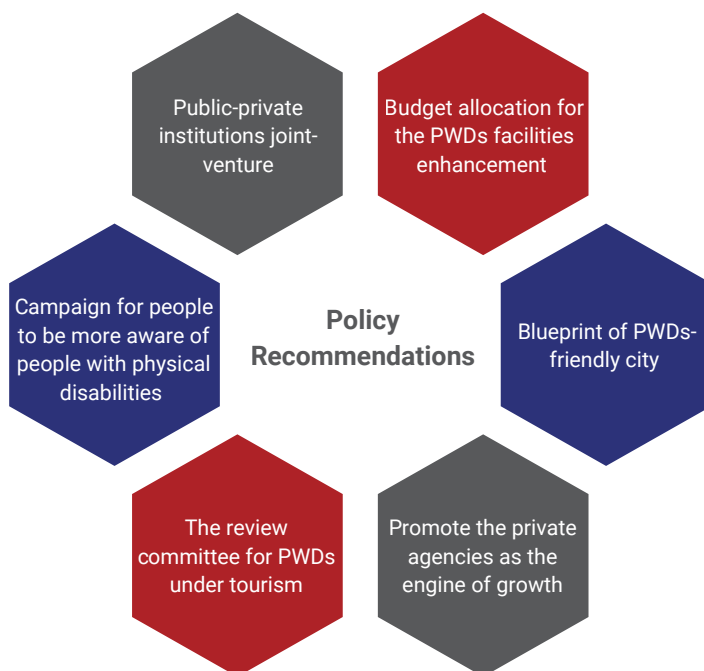 Public-private
institutions joint-
venture
Budget allocation for
the PWDs facilities
enhancement
Campaign for people
to be more aware of
people with physical
disabilities
Policy
Recommendations
Blueprint of PWDs-
friendly city
The review
committee for PWDs
under tourism
Promote the private
agencies as the
engine of growth